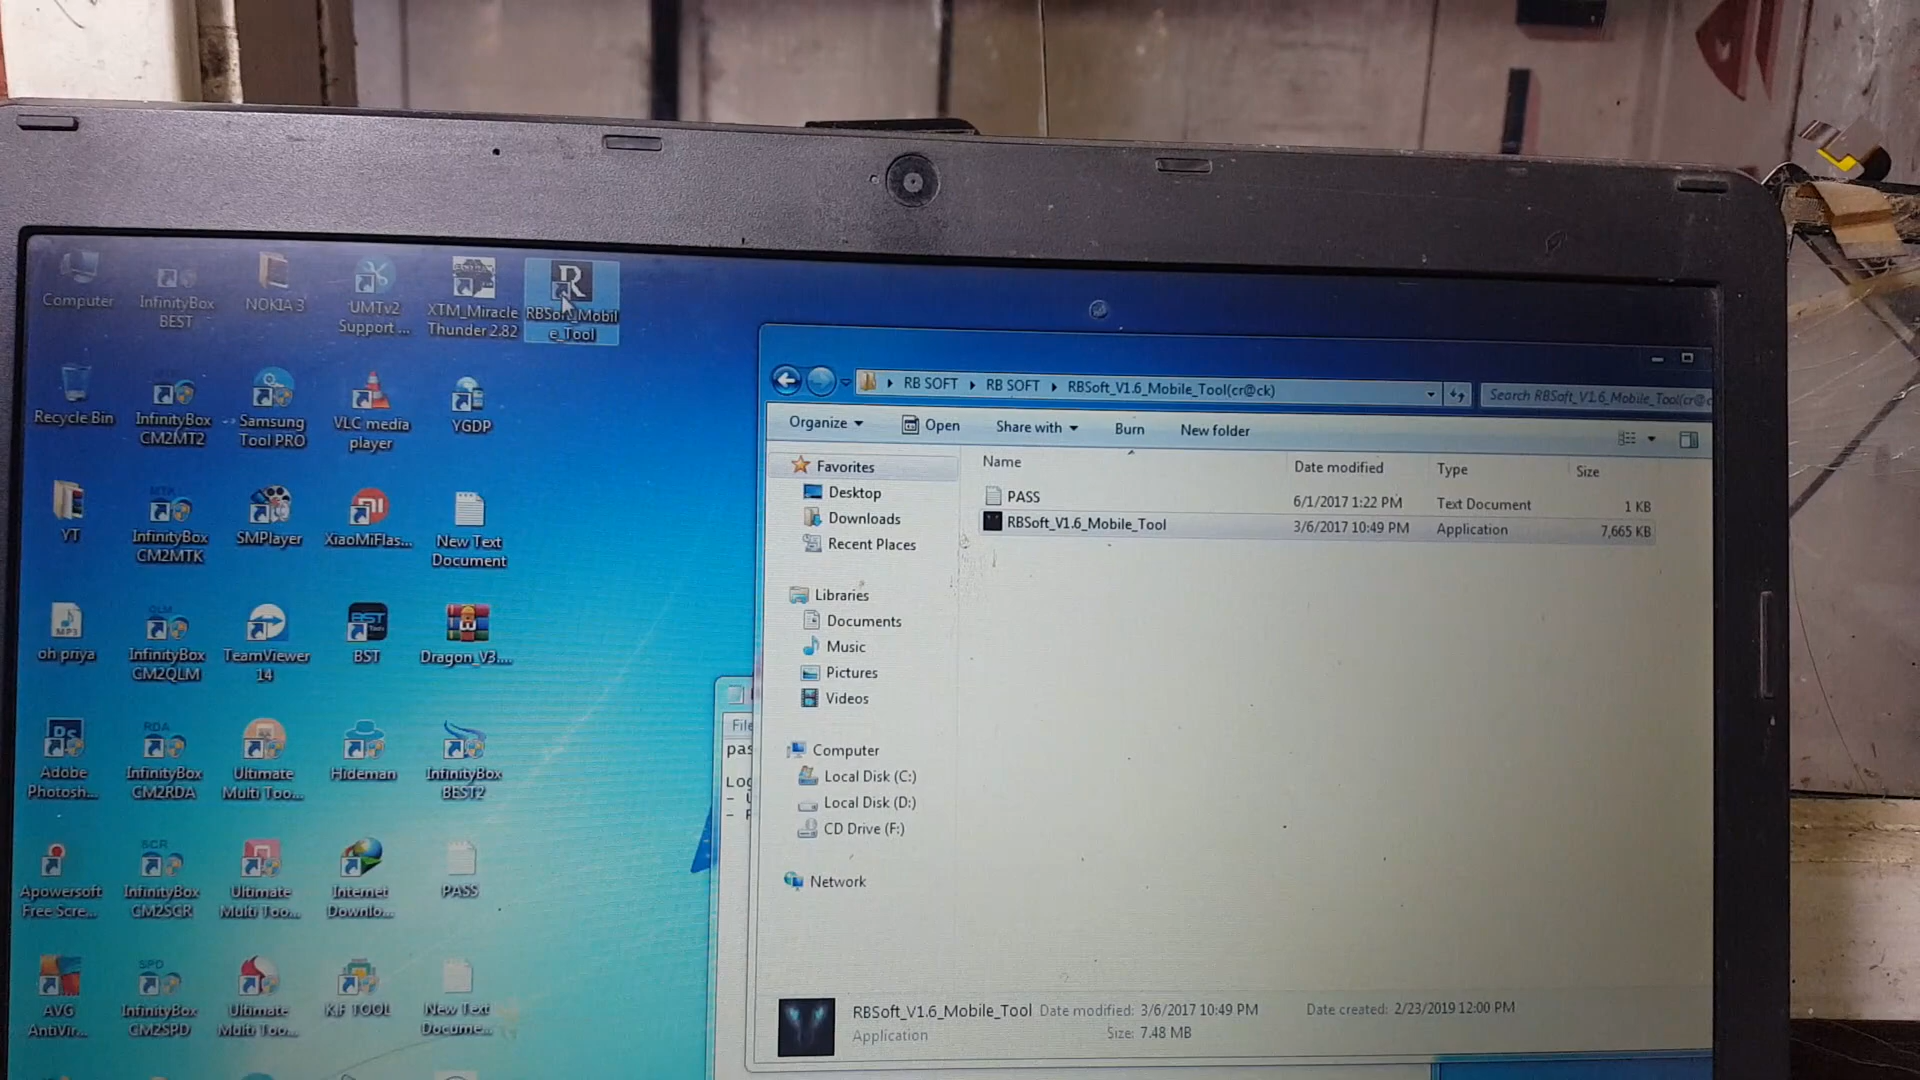 Computer
InfinityBox
BEST
NOKIA 3
UMTv2
Support ...
XTM_Miracle
Thunder 2.82
RBSoft_Mobil
e_Tool
Recycle Bin
InfinityBox
CM2MT2
Samsung
Tool PRO
VLC media
player
YGDP
YT
InfinityBox
CM2MTK
SMPlayer
XiaoMiFlas...
New Text
Document
oh priya
InfinityBox
CM2QLM
TeamViewer
14
BST
Dragon_V3....
Adobe
Photosh...
InfinityBox
CM2RDA
Ultimate
Multi Too...
Hideman
InfinityBox
BEST2
Apowersoft
Free Scre...
InfinityBox
CM2SCR
Ultimate
Multi Too...
Internet
Downlo...
PASS
AVG
AntiVir...
InfinityBox
CM2SPD
Ultimate
Multi Too...
KJF TOOL
New Text
Docume...
RB SOFT
RB SOFT
RBSoft_V1.6_Mobile_Tool(cr@ck)
Search RBSoft_V1.6_Mobile_Tool(cr@c
Organize
Open
Share with
Burn
New folder
Name
Date modified
Type
Size
PASS
6/1/2017 1:22 PM
Text Document
1 KB
RBSoft_V1.6_Mobile_Tool
3/6/2017 10:49 PM
Application
7,665 KB
Favorites
Desktop
Downloads
Recent Places
Libraries
Documents
Music
Pictures
Videos
Computer
Local Disk (C:)
Local Disk (D:)
CD Drive (F:)
Network
RBSoft_V1.6_Mobile_Tool Date modified: 3/6/2017 10:49 PM Date created: 2/23/2019 12:00 PM
Application Size: 7.48 MB